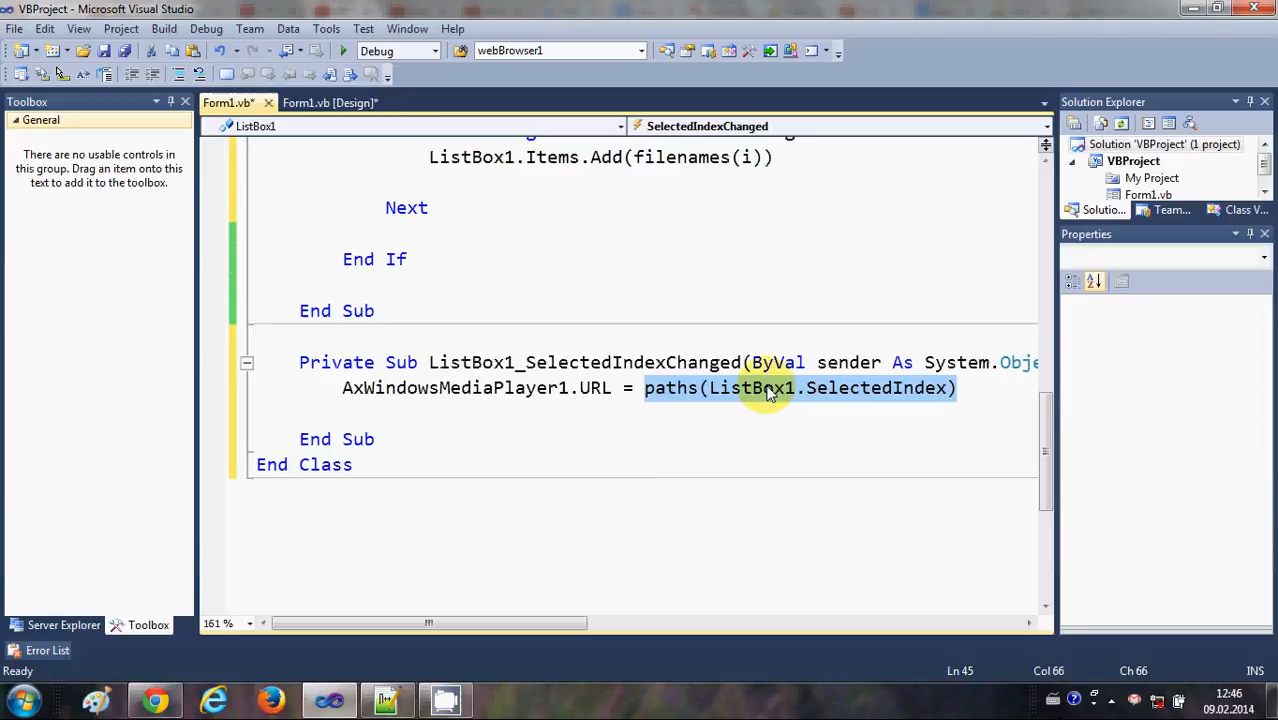 VBProject - Microsoft Visual Studio
File Edit View Project Build Debug Team Data Tools Test Window Help
Debug webBrowser1
Toolbox
Form1.vb* Form1.vb [Design]*
Solution Explorer
General
ListBox1 SelectedIndexChanged
There are no usable controls in
this group. Drag an item onto this
text to add it to the toolbox.
Solution 'VBProject' (1 project)
VBProject
My Project
Form1.vb
Solutio... Team... Class V...
Properties
ListBox1.Items.Add(filenames(i))
Next
End If
End Sub
Private Sub ListBox1_SelectedIndexChanged(ByVal sender As System.Obje
AxWindowsMediaPlayer1.URL = paths(ListBox1.SelectedIndex)
End Sub
End Class
161 %
Server Explorer Toolbox
Error List
Ready Ln 45 Col 66 Ch 66 INS
12:46
09.02.2014